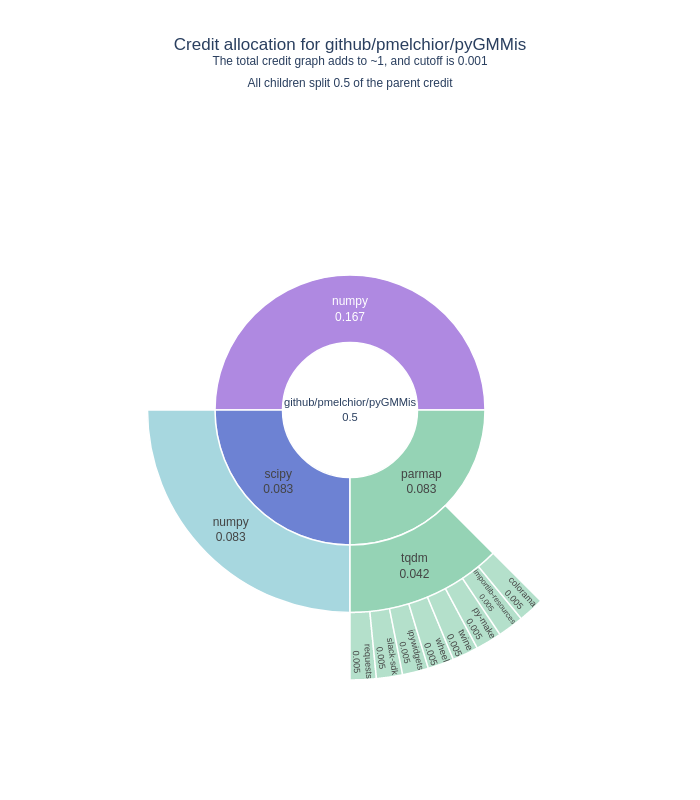 Credit allocation for github/pmelchior/pyGMMis
The total credit graph adds to ~1, and cutoff is 0.001
All children split 0.5 of the parent credit
numpy
0.167
github/pmelchior/pyGMMis
0.5
scipy
0.083
parmap
0.083
numpy
0.083
tqdm
0.042
colorama
0.005
importlib-resources
0.005
py-make
0.005
twine
0.005
wheel
0.005
ipywidgets
0.005
slack-sdk
0.005
requests
0.005